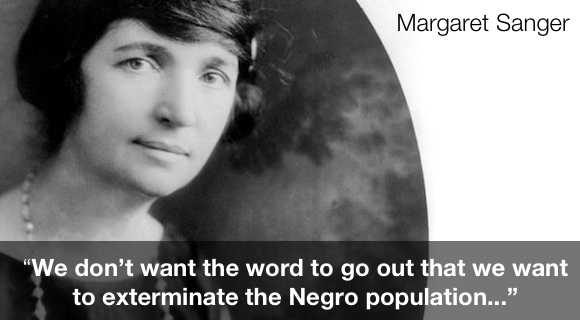 Margaret Sanger
“We don’t want the word to go out that we want
to exterminate the Negro population...”